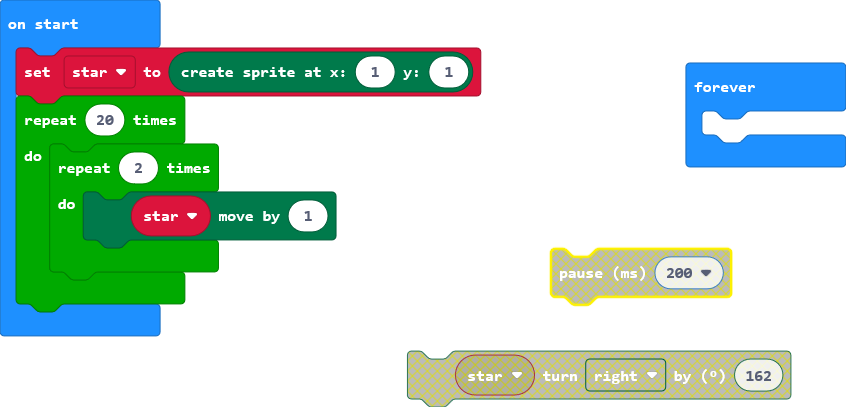 on start
set star to create sprite at x: 1 y: 1
forever
repeat 20 times
do
repeat 2 times
do
star move by 1
pause (ms) 200
star turn right by (º) 162